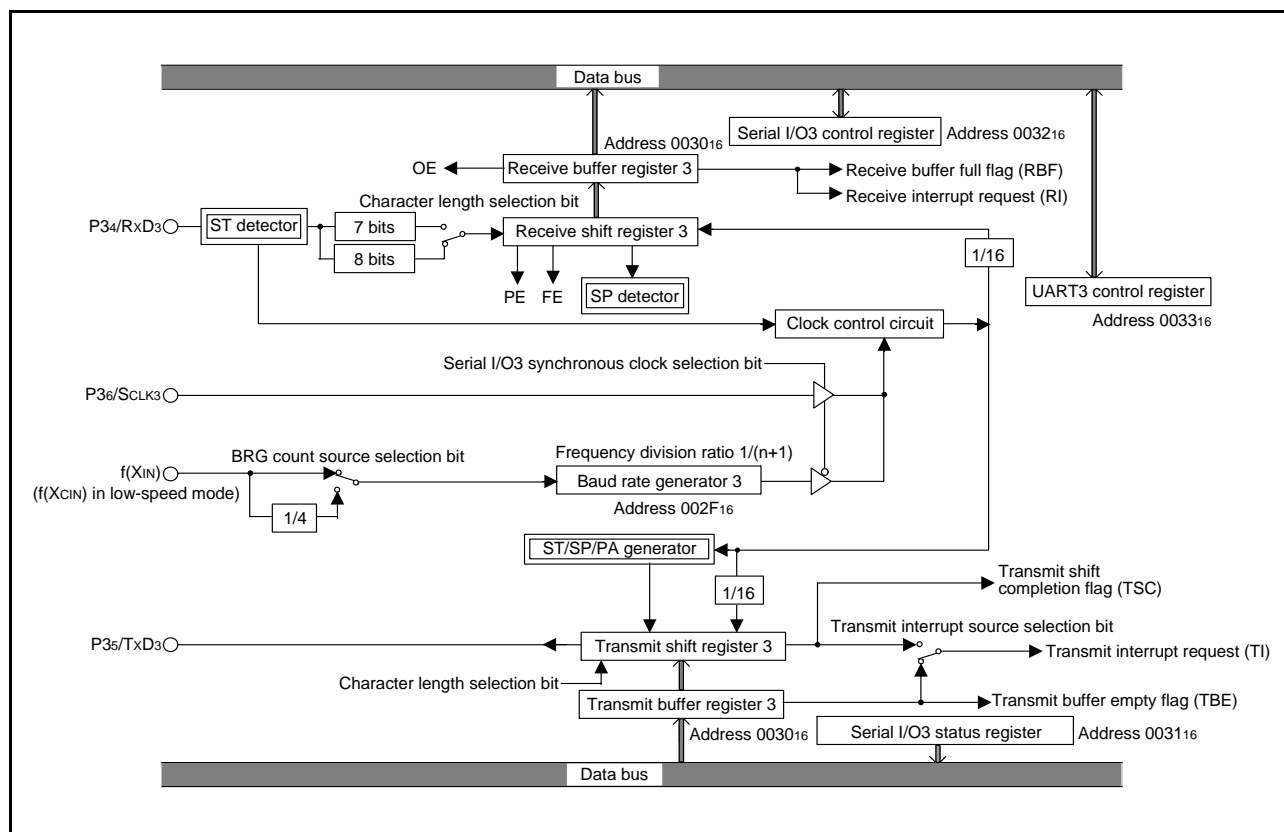 Data bus
Serial I/O3 control register Address 003216
Address 003016
OE Receive buffer register 3 Receive buffer full flag (RBF)
Receive interrupt request (RI)
Character length selection bit
P34/RXD3 ST detector 7 bits Receive shift register 3
8 bits
1/16
PE FE SP detector UART3 control register
Address 003316
Clock control circuit
Serial I/O3 synchronous clock selection bit
P36/SCLK3
BRG count source selection bit Frequency division ratio 1/(n+1)
f(XIN) Baud rate generator 3
(f(XCIN) in low-speed mode)
1/4
Address 002F16
ST/SP/PA generator
1/16
Transmit shift
completion flag (TSC)
Transmit interrupt source selection bit
P35/TXD3 Transmit shift register 3 Transmit interrupt request (TI)
Character length selection bit
Transmit buffer register 3 Transmit buffer empty flag (TBE)
Address 003016 Serial I/O3 status register Address 003116
Data bus